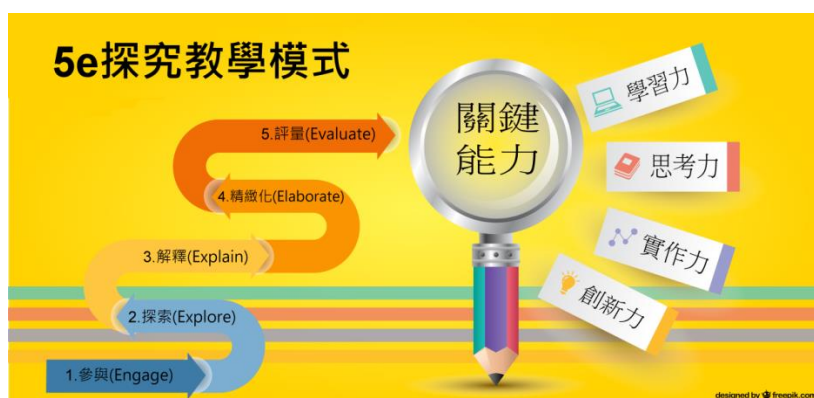 5e探究教學模式
5.評量(Evaluate)
4.精緻化(Elaborate)
3.解釋(Explain)
2.探索(Explore)
1.參與(Engage)
關鍵
能力
學習力
思考力
實作力
創新力
designed by freepik.com